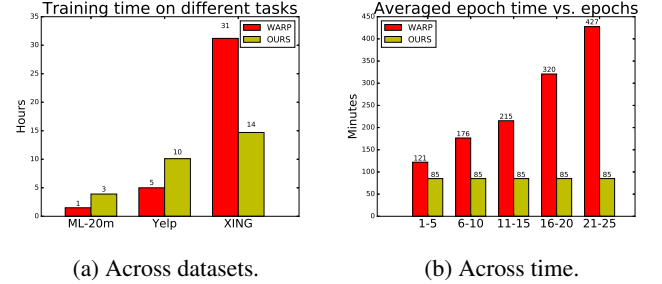 Training time on different tasks
35
30
25
20
15
10
5
0
Hours
WARP
OURS
1
3
5
10
31
14
ML-20m Yelp XING
(a) Across datasets.
Averaged epoch time vs. epochs
450
400
350
300
250
200
150
100
50
0
Minutes
WARP
OURS
121
85
176
85
215
85
320
85
427
85
1-5 6-10 11-15 16-20 21-25
(b) Across time.